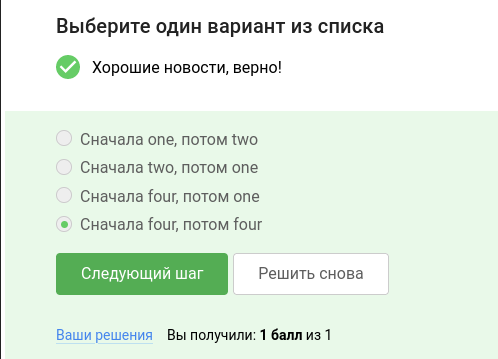 Выберите один вариант из списка
Хорошие новости, верно!
Сначала one, потом two
Сначала two, потом one
Сначала four, потом one
Сначала four, потом four
Следующий шаг
Решить снова
Ваши решения Вы получили: 1 балл из 1